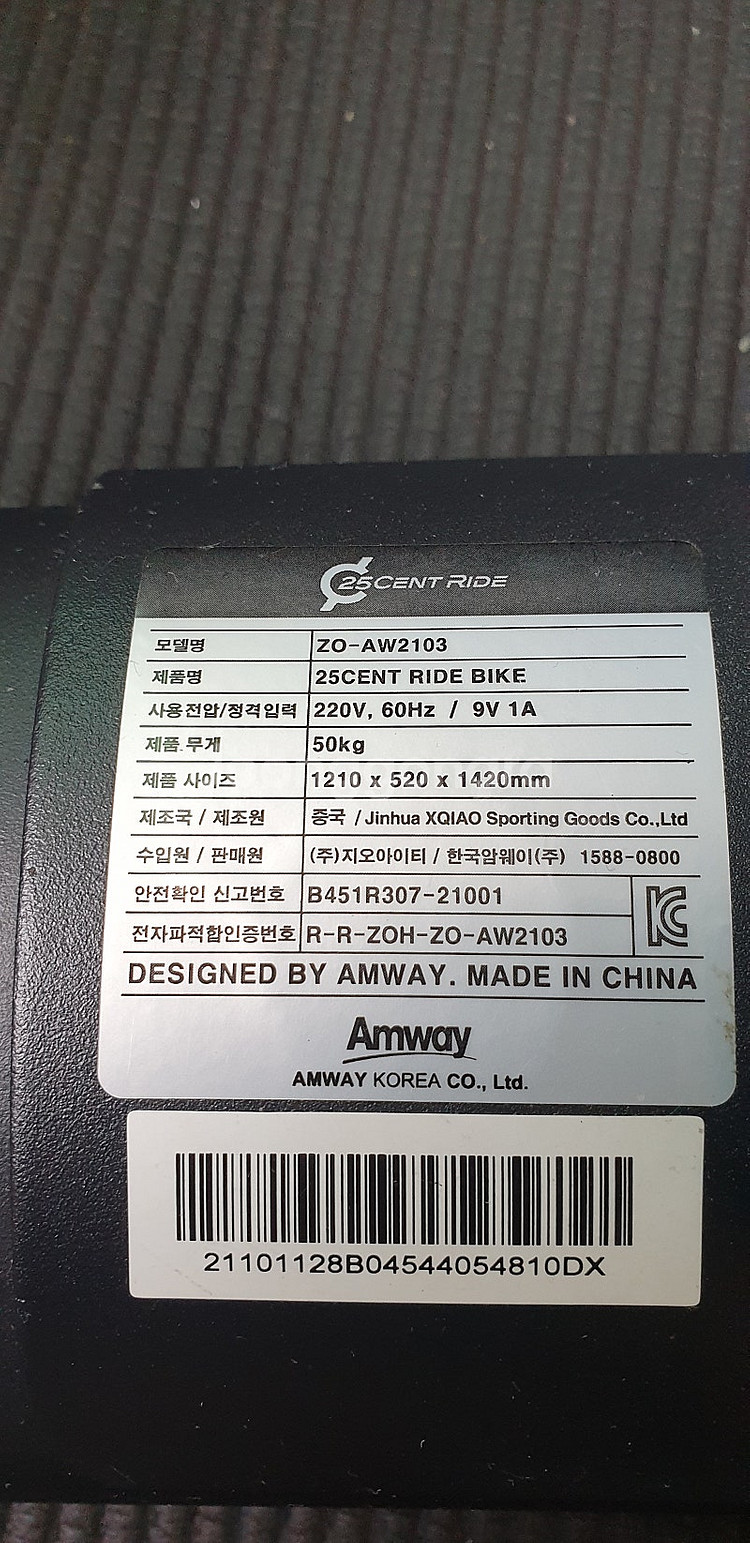 25CENT RIDE
모델명 ZO-AW2103
제품명 25CENT RIDE BIKE
사용전압/정격입력 220V, 60Hz / 9V 1A
제품 무게 50kg
제품 사이즈 1210 x 520 x 1420mm
제조국 / 제조원 중국 / Jinhua XQIAO Sporting Goods Co.,Ltd
수입원 / 판매원 (주)지오아이티 / 한국암웨이(주) 1588-0800
안전확인 신고번호 B451R307-21001
전자파적합인증번호 R-R-ZOH-ZO-AW2103
DESIGNED BY AMWAY. MADE IN CHINA
Amway
AMWAY KOREA CO., Ltd.
21101128B04544054810DX